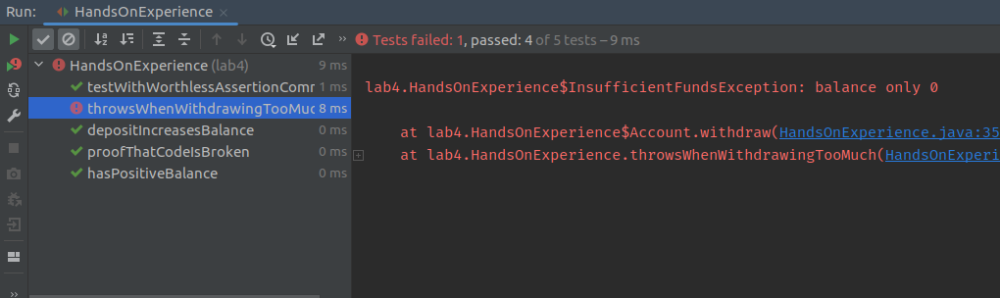 Run: HandsOnExperience
Tests failed: 1, passed: 4 of 5 tests – 9 ms
HandsOnExperience (lab4) 9 ms
testWithWorthlessAssertionComm 1 ms
throwsWhenWithdrawingTooMuc 8 ms
depositIncreasesBalance 0 ms
proofThatCodeIsBroken 0 ms
hasPositiveBalance 0 ms
lab4.HandsOnExperience$InsufficientFundsException: balance only 0
at lab4.HandsOnExperience$Account.withdraw(HandsOnExperience.java:35
at lab4.HandsOnExperience.throwsWhenWithdrawingTooMuch(HandsOnExperi